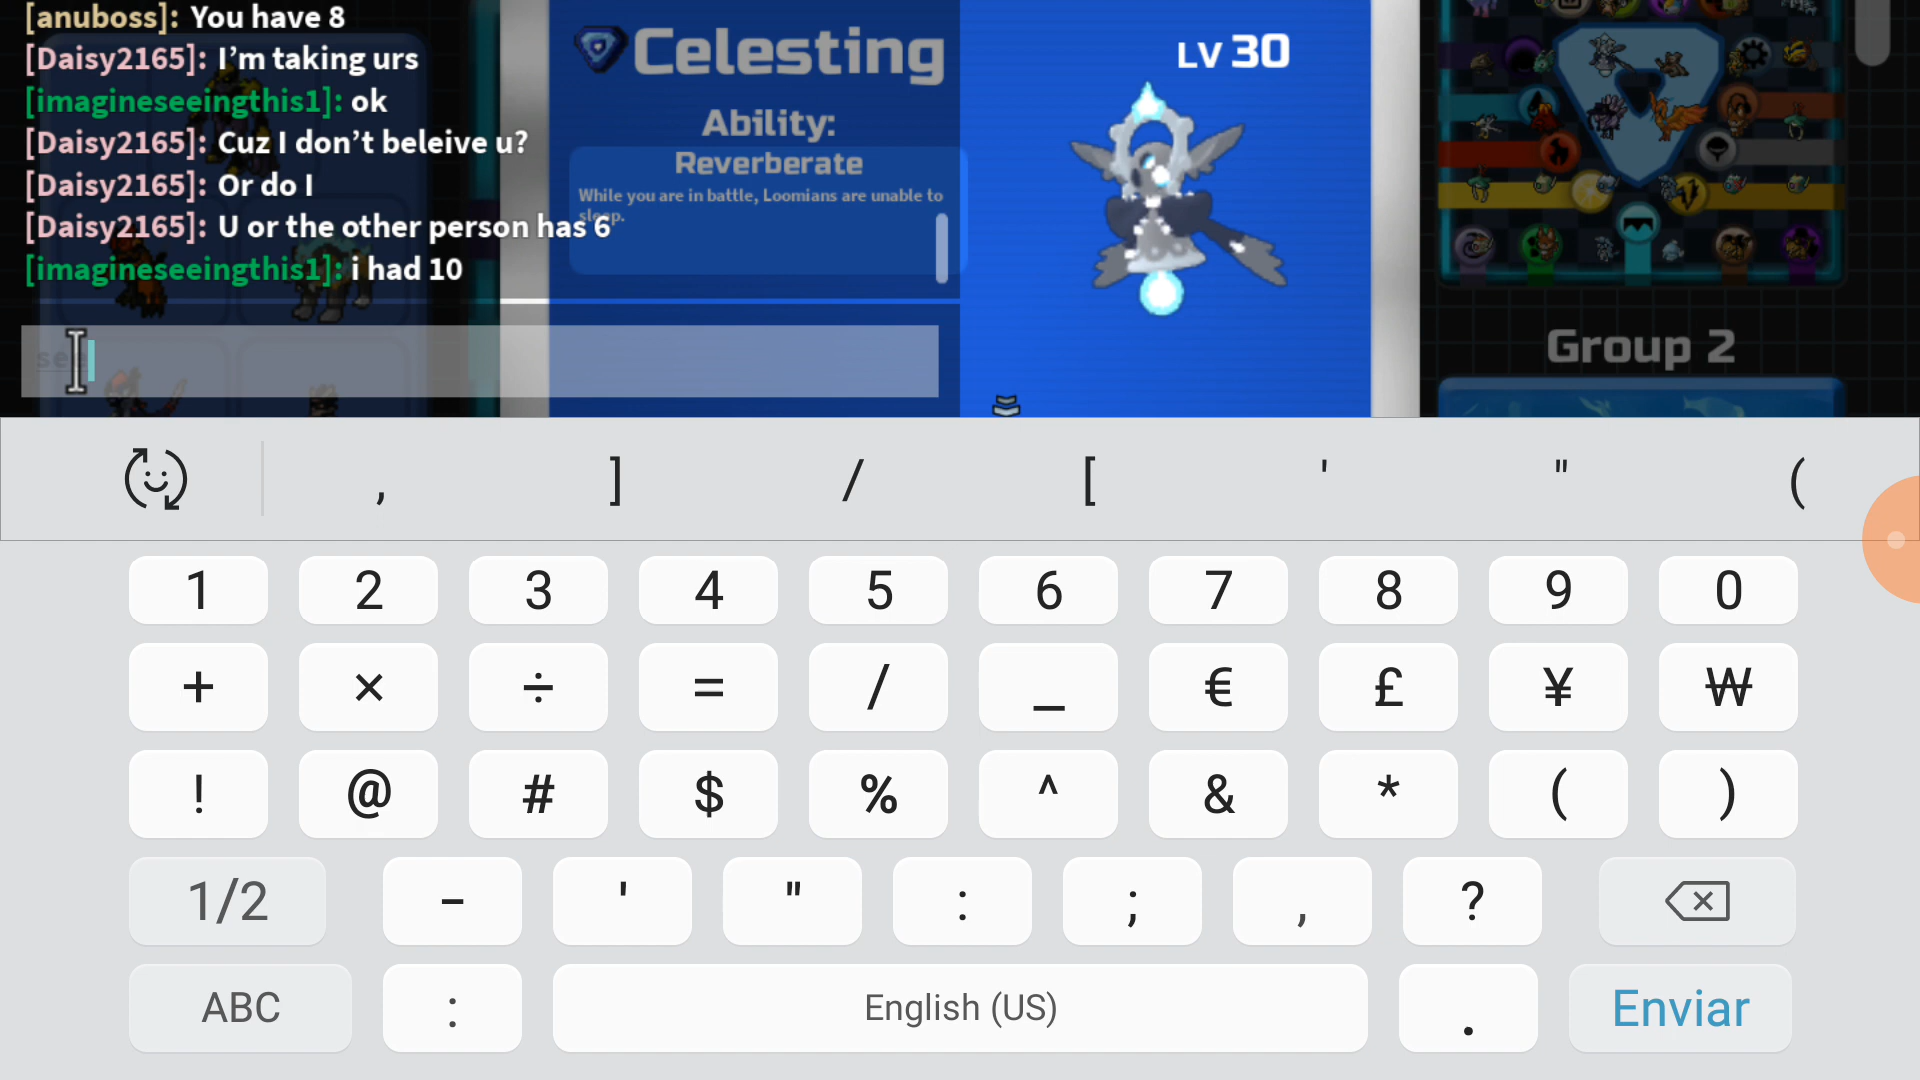 [anuboss]: You have 8
[Daisy2165]: I’m taking urs
[imagineseeingthis1]: ok
[Daisy2165]: Cuz I don’t beleive u?
[Daisy2165]: Or do I
[Daisy2165]: U or the other person has 6
[imagineseeingthis1]: i had 10
see
Celesting
Ability:
Reverberate
While you are in battle, Loomians are unable to
sleep.
LV 30
Group 2
, ] / [ ' " (
1 2 3 4 5 6 7 8 9 0
+ × ÷ = / _ € £ ¥ ₩
! @ # $ % ^ & * ( )
1/2 - ' " : ; , ?
ABC : English (US) . Enviar